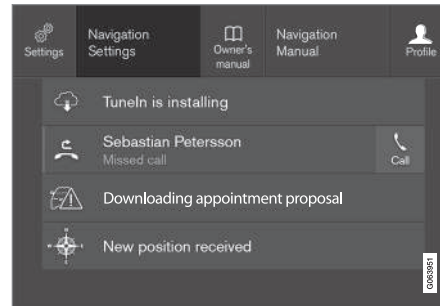 Settings
Navigation
Settings
Owner's
manual
Navigation
Manual
Profile
TuneIn is installing
Sebastian Petersson
Missed call
Call
Downloading appointment proposal
New position received
G063951